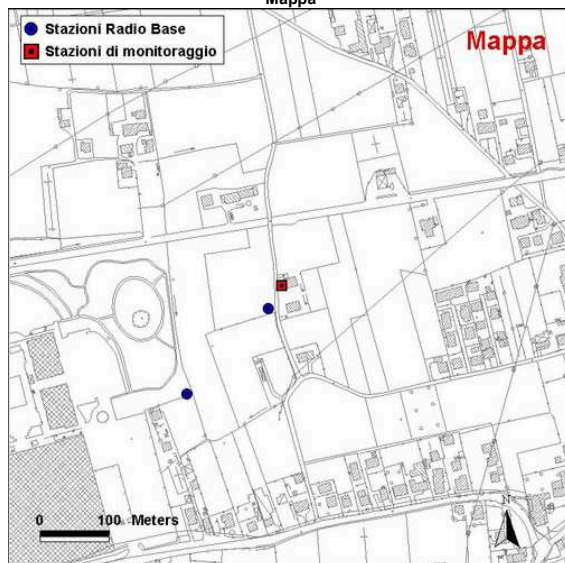 Mappa
Stazioni Radio Base
Stazioni di monitoraggio
Mappa
0 100 Meters
N